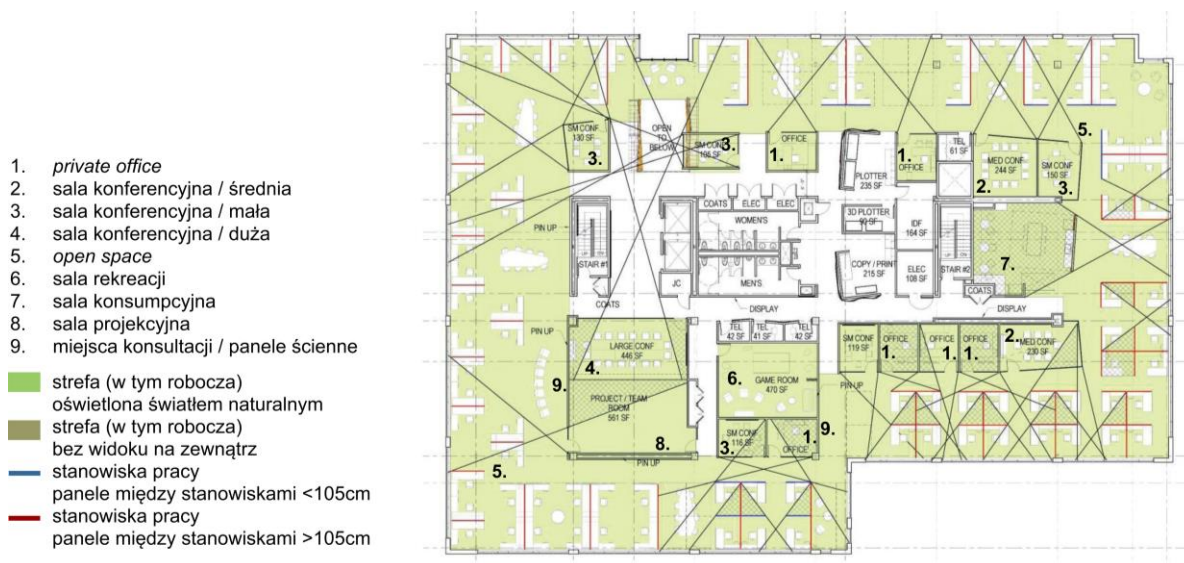 1. private office
2. sala konferencyjna / średnia
3. sala konferencyjna / mała
4. sala konferencyjna / duża
5. open space
6. sala rekreacji
7. sala konsumpcyjna
8. sala projekcyjna
9. miejsca konsultacji / panele ścienne
strefa (w tym robocza)
oświetlona światłem naturalnym
strefa (w tym robocza)
bez widoku na zewnątrz
stanowiska pracy
panele między stanowiskami <105cm
stanowiska pracy
panele między stanowiskami >105cm
SM CONF
130 SF
3.
OPEN
TO
BELOW
SM CONF
3.
OFFICE
1.
PLOTTER
235 SF
1.
OFFICE
TEL
61 SF
MED CONF
244 SF
2.
SM CONF
150 SF
3.
5.
COATS
ELEC
ELEC
WOMEN'S
MEN'S
3D PLOTTER
90 SF
IDF
164 SF
COPY / PRINT
215 SF
ELEC
108 SF
STAIR #2
COATS
7.
DISPLAY
PIN UP
STAIR #1
JC
COATS
DISPLAY
PIN UP
LARGE CONF
446 SF
4.
9.
PROJECT / TEAM
ROOM
561 SF
8.
PIN UP
5.
TEL
42 SF
TEL
41 SF
TEL
42 SF
6.
GAME ROOM
470 SF
SM CONF
116 SF
3.
1.
OFFICE
9.
PIN UP
SM CONF
119 SF
OFFICE
1.
OFFICE
1.
OFFICE
1.
2.
MED CONF
230 SF